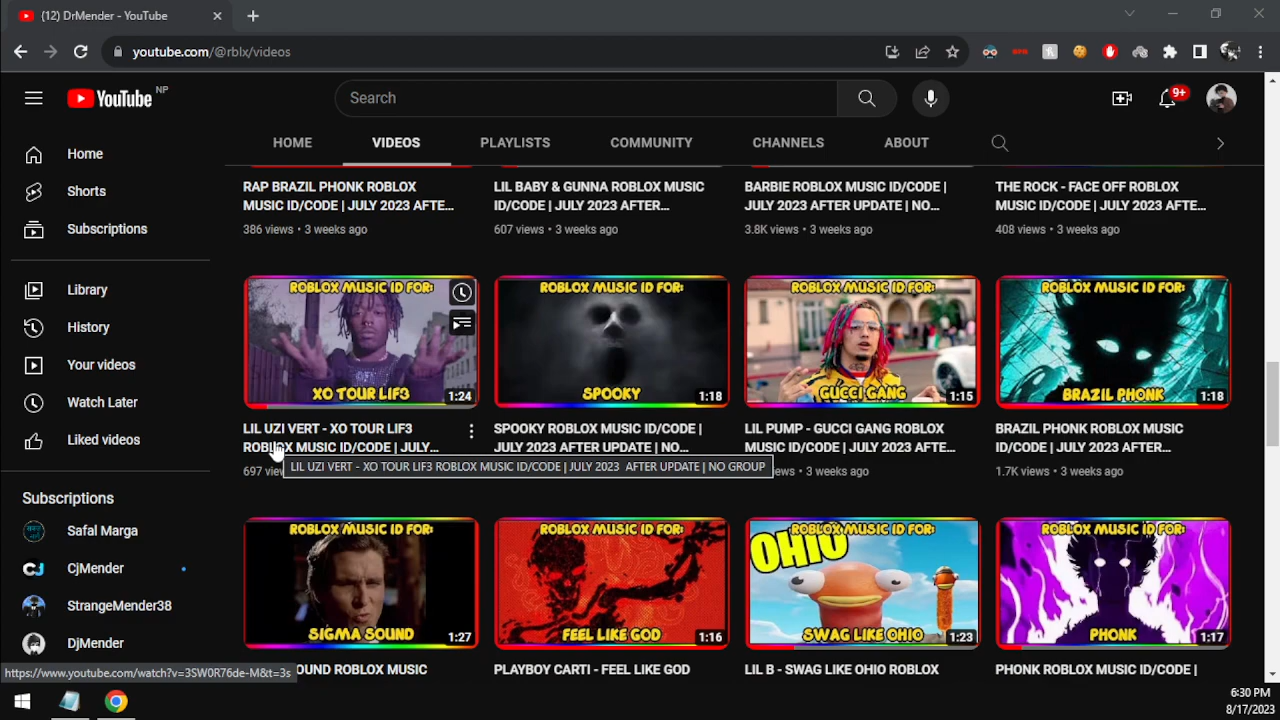 (12) DrMender - YouTube
youtube.com/@rblx/videos
YouTube NP
Search
9+
HOME VIDEOS PLAYLISTS COMMUNITY CHANNELS ABOUT
Home
Shorts
Subscriptions
Library
History
Your videos
Watch Later
Liked videos
Subscriptions
Safal Marga
CjMender
StrangeMender38
DjMender
RAP BRAZIL PHONK ROBLOX
MUSIC ID/CODE | JULY 2023 AFTE...
386 views • 3 weeks ago
LIL BABY & GUNNA ROBLOX MUSIC
ID/CODE | JULY 2023 AFTER...
607 views • 3 weeks ago
BARBIE ROBLOX MUSIC ID/CODE |
JULY 2023 AFTER UPDATE | NO...
3.8K views • 3 weeks ago
THE ROCK - FACE OFF ROBLOX
MUSIC ID/CODE | JULY 2023 AFTE...
408 views • 3 weeks ago
ROBLOX MUSIC ID FOR:
XO TOUR LIF3
1:24
LIL UZI VERT - XO TOUR LIF3
ROBLOX MUSIC ID/CODE | JULY...
697 vie
LIL UZI VERT - XO TOUR LIF3 ROBLOX MUSIC ID/CODE | JULY 2023 AFTER UPDATE | NO GROUP
ROBLOX MUSIC ID FOR:
SPOOKY
1:18
SPOOKY ROBLOX MUSIC ID/CODE |
JULY 2023 AFTER UPDATE | NO...
ROBLOX MUSIC ID FOR:
GUCCI GANG
1:15
LIL PUMP - GUCCI GANG ROBLOX
MUSIC ID/CODE | JULY 2023 AFTE...
ews • 3 weeks ago
ROBLOX MUSIC ID FOR:
BRAZIL PHONK
1:18
BRAZIL PHONK ROBLOX MUSIC
ID/CODE | JULY 2023 AFTER...
1.7K views • 3 weeks ago
ROBLOX MUSIC ID FOR:
SIGMA SOUND
1:27
OUND ROBLOX MUSIC
ROBLOX MUSIC ID FOR:
FEEL LIKE GOD
1:16
PLAYBOY CARTI - FEEL LIKE GOD
ROBLOX MUSIC ID FOR:
OHIO
SWAG LIKE OHIO
1:23
LIL B - SWAG LIKE OHIO ROBLOX
ROBLOX MUSIC ID FOR:
PHONK
1:17
PHONK ROBLOX MUSIC ID/CODE |
https://www.youtube.com/watch?v=3SW0R76de-M&t=3s
6:30 PM
8/17/2023